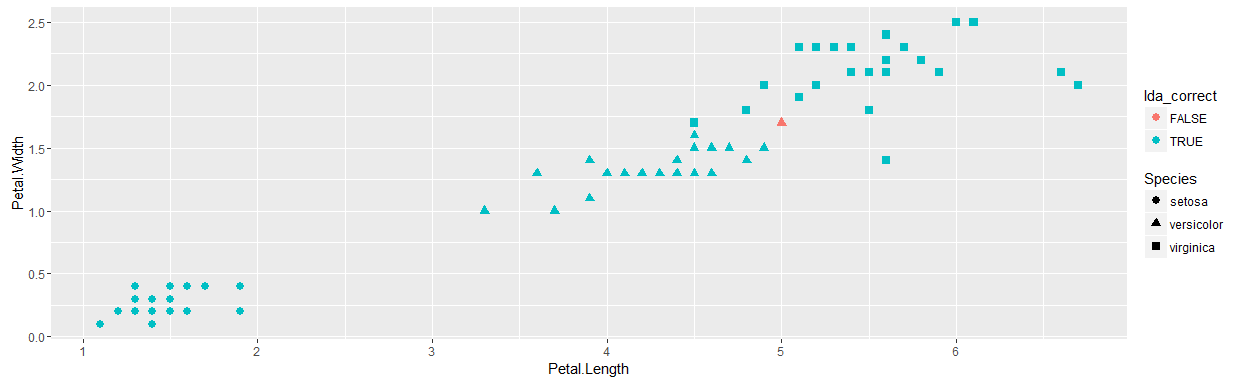 2.5
2.0
1.5
1.0
0.5
0.0
Petal.Width
1 2 3 4 5 6
Petal.Length
lda_correct
FALSE
TRUE
Species
setosa
versicolor
virginica